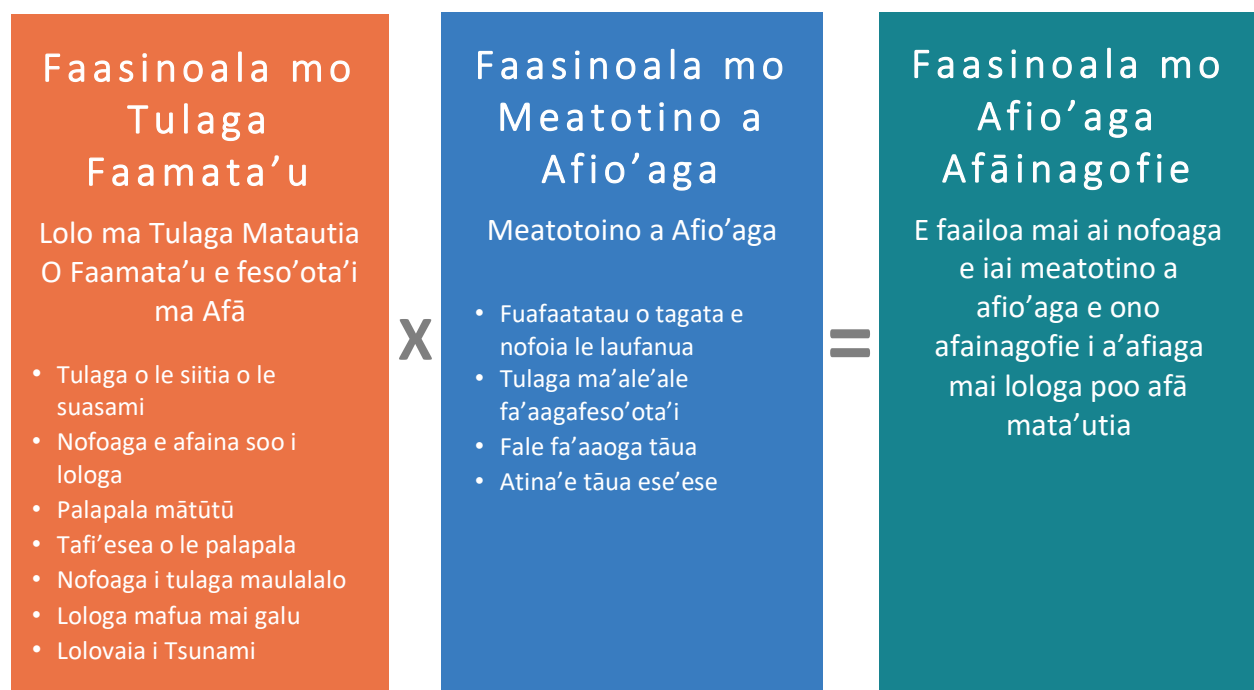 Faasinoala mo
Tulaga
Faamata’u
Lolo ma Tulaga Matautia
O Faamata’u e feso’ota’i
ma Afā
• Tulaga o le siitia o le
suasami
• Nofoaga e afaina soo i
lologa
• Palapala mātūtū
• Tafi’esea o le palapala
• Nofoaga i tulaga maulalalo
• Lologa mafua mai galu
• Lolovaia i Tsunami
X
Faasinoala mo
Meatotino a
Afio’aga
Meatotoino a Afio’aga
• Fuafaatatau o tagata e
nofoia le laufanua
• Tulaga ma’ale’ale
fa’aagafeso’ota’i
• Fale fa’aaoga tāua
• Atina’e tāua ese’ese
=
Faasinoala mo
Afio’aga
Afāinagofie
E faailoa mai ai nofoaga
e iai meatotino a
afio’aga e ono
afainagofie i a’afiaga
mai lologa poo afā
mata’utia